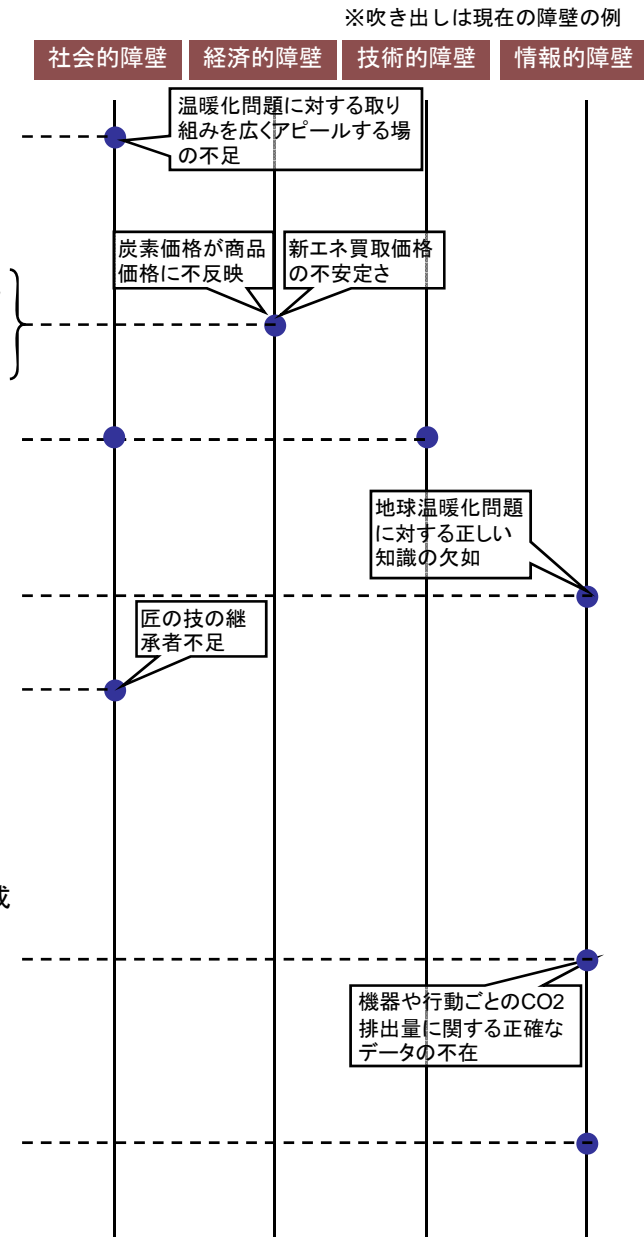 ※吹き出しは現在の障壁の例
社会的障壁
経済的障壁
技術的障壁
情報的障壁
温暖化問題に対する取り
組みを広くアピールする場
の不足
炭素価格が商品
価格に不反映
新エネ買取価格
の不安定さ
地球温暖化問題
に対する正しい
知識の欠如
匠の技の継
承者不足
成
機器や行動ごとのCO2
排出量に関する正確な
データの不在